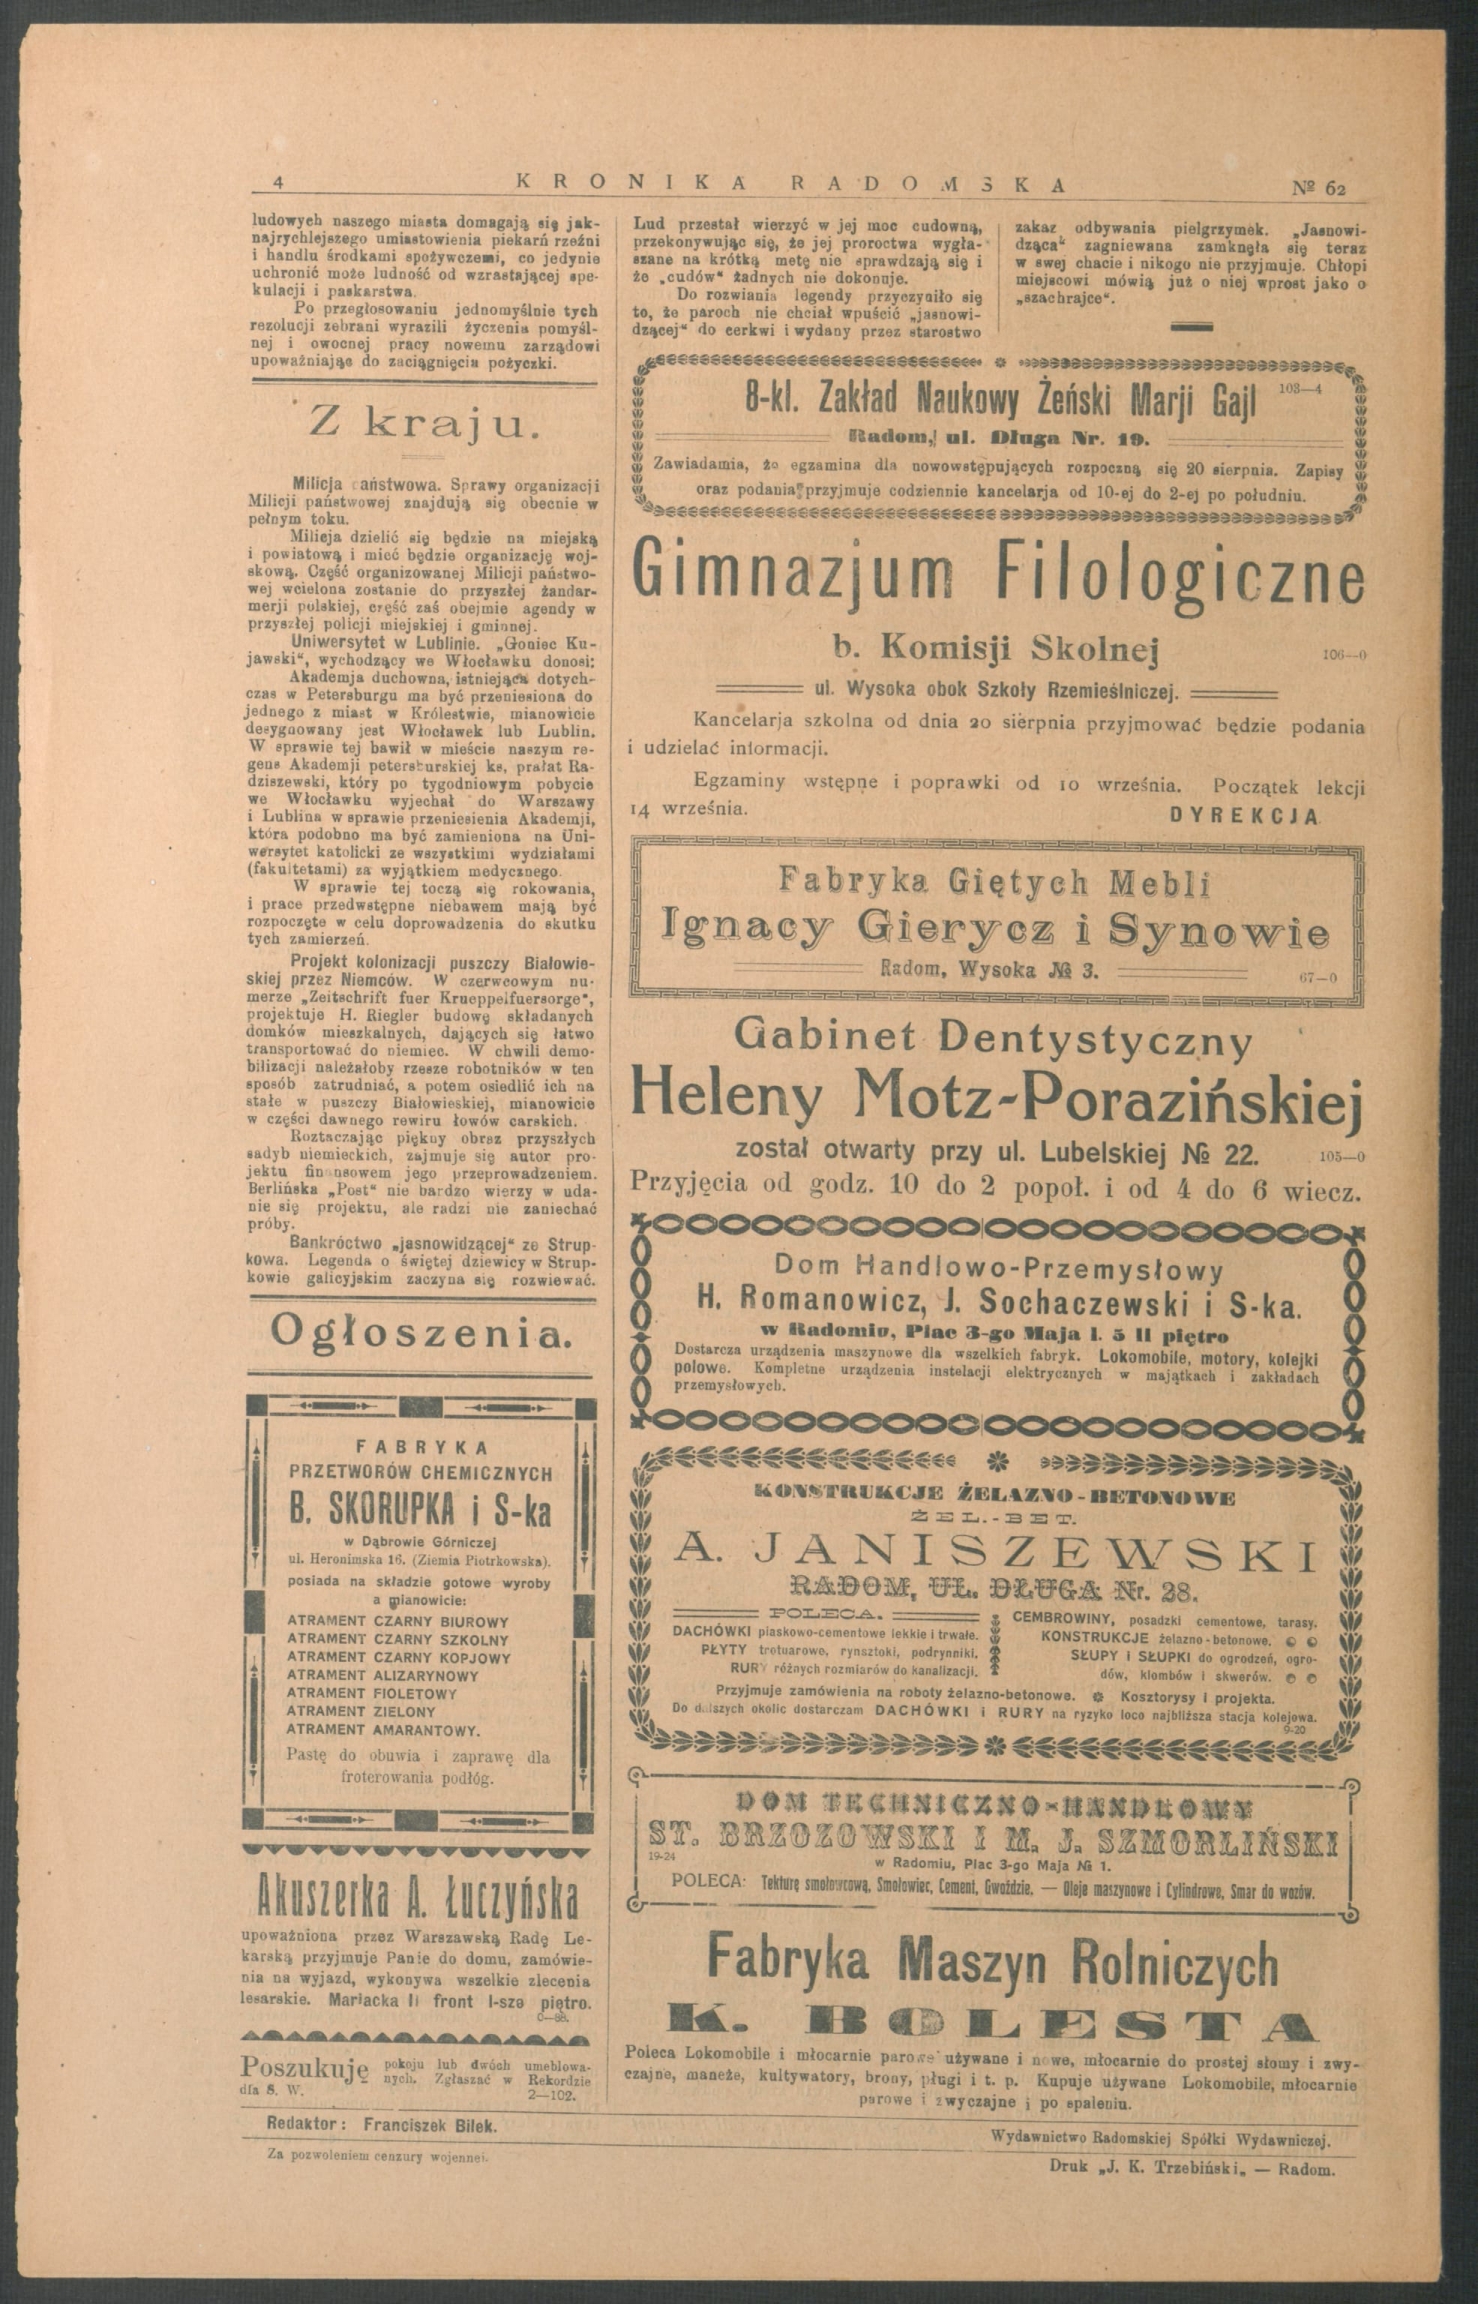 4
KRONIKA RADOMSKA
№ 62
ludowych naszego miasta domagają się jak-
najrychlejszego umiastowienia piekarń rzeźni
i handlu środkami spożywczemi, co jedynie
uchronić może ludność od wzrastającej spe-
kulacji i paskarstwa.
Po przegłosowaniu jednomyślnie tych
rezolucji zebrani wyrazili życzenia pomyśl-
nej i owocnej pracy nowemu zarządowi
upoważniając do zaciągnięcia pożyczki.
Z kraju.
Milicja państwowa. Sprawy organizacji
Milicji państwowej znajdują się obecnie w
pełnym toku.
Milicja dzielić się będzie na miejską
i powiatową i mieć będzie organizację woj-
skową. Część organizowanej Milicji państwo-
wej wcielona zostanie do przyszłej żandar-
merji polskiej, część zaś obejmie agendy w
przyszłej policji miejskiej i gminnej.
Uniwersytet w Lublinie. „Goniec Ku-
jawski“, wychodzący we Włocławku donosi:
Akademja duchowna, istniejąca dotych-
czas w Petersburgu ma być przeniesiona do
jednego z miast w Królestwie, mianowicie
desygnowany jest Włocławek lub Lublin.
W sprawie tej bawił w mieście naszym re-
gens Akademji petersburskiej ks, prałat Ra-
dziszewski, który po tygodniowym pobycie
we Włocławku wyjechał do Warszawy
i Lublina w sprawie przeniesienia Akademji,
która podobno ma być zamieniona na Uni-
wersytet katolicki ze wszystkimi wydziałami
(fakultetami) za wyjątkiem medycznego.
W sprawie tej toczą się rokowania,
i prace przedwstępne niebawem mają być
rozpoczęte w celu doprowadzenia do skutku
tych zamierzeń.
Projekt kolonizacji puszczy Białowie-
skiej przez Niemców. W czerwcowym nu-
merze „Zeitschrift fuer Krueppelfuersorge“,
projektuje H. Riegler budowę składanych
domków mieszkalnych, dających się łatwo
transportować do niemiec. W chwili demo-
bilizacji należałoby rzesze robotników w ten
sposób zatrudniać, a potem osiedlić ich na
stałe w puszczy Białowieskiej, mianowicie
w części dawnego rewiru łowów carskich.
Roztaczając piękny obraz przyszłych
sadyb niemieckich, zajmuje się autor pro-
jektu finansowem jego przeprowadzeniem.
Berlińska „Post“ nie bardzo wierzy w uda-
nie się projektu, ale radzi nie zaniechać
próby.
Bankróctwo „jasnowidzącej“ ze Strup-
kowa. Legenda o świętej dziewicy w Strup-
kowie galicyjskim zaczyna się rozwiewać.
Lud przestał wierzyć w jej moc cudowną,
przekonywując się, że jej proroctwa wygła-
szane na krótką metę nie sprawdzają się i
że „cudów“ żadnych nie dokonuje.
Do rozwiania legendy przyczyniło się
to, że paroch nie chciał wpuścić „jasnowi-
dzącej“ do cerkwi i wydany przez starostwo
zakaz odbywania pielgrzymek. „Jasnowi-
dząca“ zagniewana zamknęła się teraz
w swej chacie i nikogo nie przyjmuje. Chłopi
miejscowi mówią już o niej wprost jako o
„szachrajce“.
Ogłoszenia.
FABRYKA
PRZETWORÓW CHEMICZNYCH
B. SKORUPKA i S-ka
w Dąbrowie Górniczej
ul. Heronimska 16. (Ziemia Piotrkowska).
posiada na składzie gotowe wyroby
a mianowicie:
ATRAMENT CZARNY BIUROWY
ATRAMENT CZARNY SZKOLNY
ATRAMENT CZARNY KOPJOWY
ATRAMENT ALIZARYNOWY
ATRAMENT FIOLETOWY
ATRAMENT ZIELONY
ATRAMENT AMARANTOWY.
Pastę do obuwia i zaprawę dla
froterowania podłóg.
Akuszerka A. Łuczyńska
upoważniona przez Warszawską Radę Le-
karską przyjmuje Panie do domu, zamówie-
nia na wyjazd, wykonywa wszelkie zlecenia
lesarskie. Mariacka II front I-sze piętro.
0—88.
Poszukuję pokoju lub dwóch umeblowa-
nych. Zgłaszać w Rekordzie
dla S. W. 2—102.
8-kl. Zakład Naukowy Żeński Marji Gajl
103—4
Radom, ul. Długa Nr. 19.
Zawiadamia, że egzamina dla nowowstępujących rozpoczną się 20 sierpnia. Zapisy
oraz podania przyjmuje codziennie kancelarja od 10-ej do 2-ej po południu.
Gimnazjum Filologiczne
b. Komisji Skolnej
106—0
ul. Wysoka obok Szkoły Rzemieślniczej.
Kancelarja szkolna od dnia 20 sierpnia przyjmować będzie podania
i udzielać informacji.
Egzaminy wstępne i poprawki od 10 września. Początek lekcji
14 września.
DYREKCJA
Fabryka Giętych Mebli
Ignacy Gierycz i Synowie
Radom, Wysoka № 3.
67—0
Gabinet Dentystyczny
Heleny Motz-Porazińskiej
został otwarty przy ul. Lubelskiej № 22.
105—0
Przyjęcia od godz. 10 do 2 popoł. i od 4 do 6 wiecz.
Dom Handlowo-Przemysłowy
H. Romanowicz, J. Sochaczewski i S-ka.
w Radomiu, Plac 3-go Maja l. 5 II piętro
Dostarcza urządzenia maszynowe dla wszelkich fabryk. Lokomobile, motory, kolejki
polowe. Kompletne urządzenia instelacji elektrycznych w majątkach i zakładach
przemysłowych.
KONSTRUKCJE ŻELAZNO-BETONOWE
ŻEL.-BET.
A. JANISZEWSKI
RADOM, UL. DŁUGA Nr. 28.
POLECA.
DACHÓWKI piaskowo-cementowe lekkie i trwałe.
PŁYTY trotuarowe, rynsztoki, podrynniki.
RURY różnych rozmiarów do kanalizacji.
CEMBROWINY, posadzki cementowe, tarasy.
KONSTRUKCJE żelazno-betonowe.
SŁUPY i SŁUPKI do ogrodzeń, ogro-
dów, klombów i skwerów.
Przyjmuje zamówienia na roboty żelazno-betonowe. Kosztorysy i projekta.
Do dalszych okolic dostarczam DACHÓWKI i RURY na ryzyko loco najbliższa stacja kolejowa.
9-20
DOM TECHNICZNO-HANDLOWY
ST. BRZOZOWSKI I M. J. SZMORLIŃSKI
19-24
w Radomiu, Plac 3-go Maja № 1.
POLECA: Tekturę smołowcową, Smołowiec, Cement, Gwoździe. — Oleje maszynowe i Cylindrowe, Smar do wozów.
Fabryka Maszyn Rolniczych
K. BOLESTA
Poleca Lokomobile i młocarnie parowe używane i nowe, młocarnie do prostej słomy i zwy-
czajne, maneże, kultywatory, brony, pługi i t. p. Kupuje używane Lokomobile, młocarnie
parowe i zwyczajne i po spaleniu.
Redaktor: Franciszek Bilek.
Wydawnictwo Radomskiej Spółki Wydawniczej.
Za pozwoleniem cenzury wojennej.
Druk „J. K. Trzebiński„ — Radom.